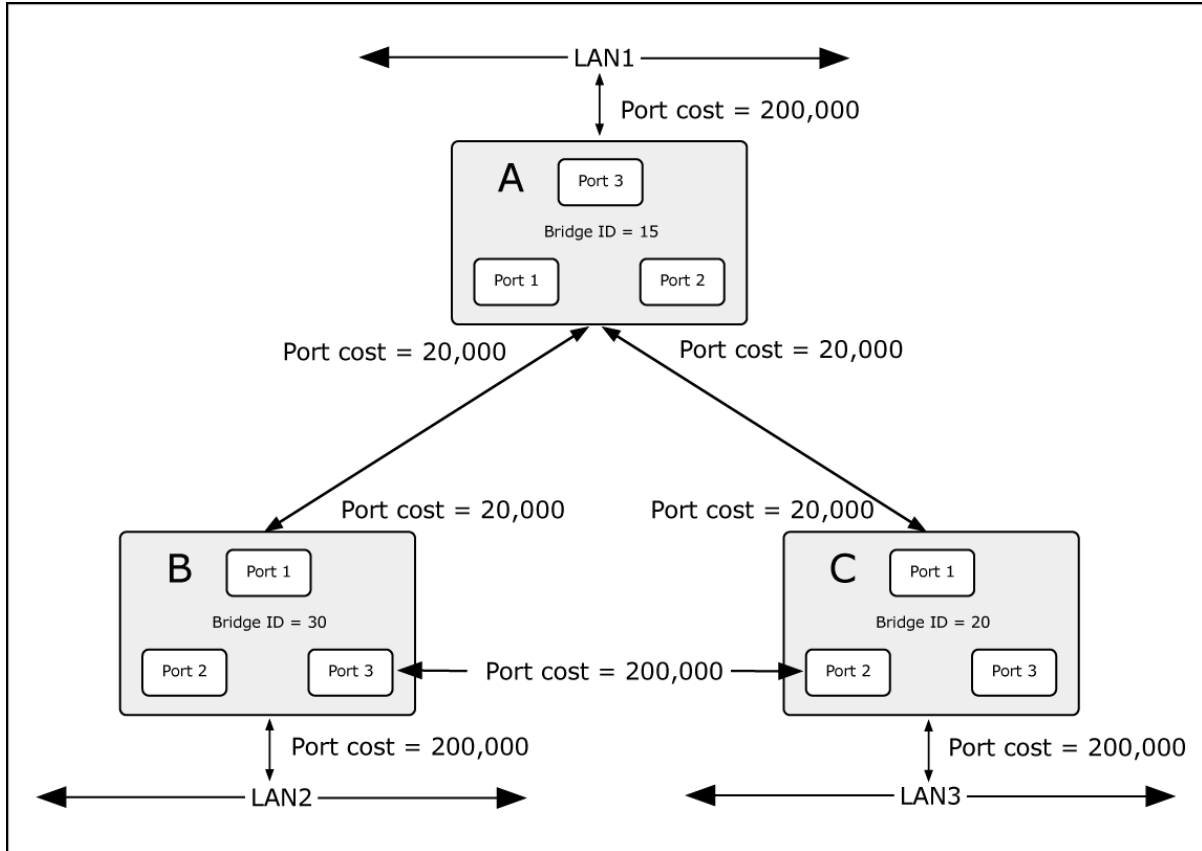 LAN1
Port cost = 200,000
A
Port 3
Bridge ID = 15
Port 1
Port 2
Port cost = 20,000
Port cost = 20,000
Port cost = 20,000
Port cost = 20,000
B
Port 1
Bridge ID = 30
Port 2
Port 3
Port cost = 200,000
C
Port 1
Bridge ID = 20
Port 2
Port 3
Port cost = 200,000
LAN2
Port cost = 200,000
LAN3